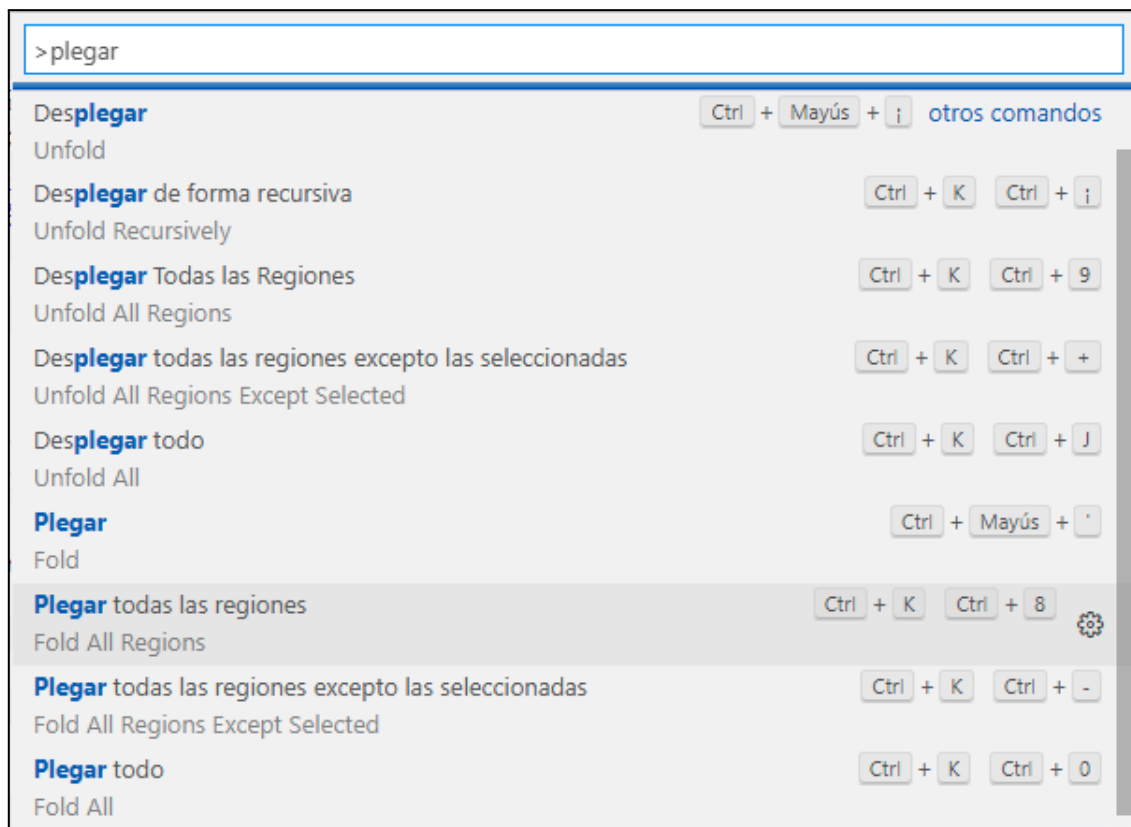 >plegar
Desplegar Ctrl + Mayús + ¡ otros comandos
Unfold
Desplegar de forma recursiva Ctrl + K Ctrl + ¡
Unfold Recursively
Desplegar Todas las Regiones Ctrl + K Ctrl + 9
Unfold All Regions
Desplegar todas las regiones excepto las seleccionadas Ctrl + K Ctrl + +
Unfold All Regions Except Selected
Desplegar todo Ctrl + K Ctrl + J
Unfold All
Plegar Ctrl + Mayús + '
Fold
Plegar todas las regiones Ctrl + K Ctrl + 8
Fold All Regions
Plegar todas las regiones excepto las seleccionadas Ctrl + K Ctrl + -
Fold All Regions Except Selected
Plegar todo Ctrl + K Ctrl + 0
Fold All